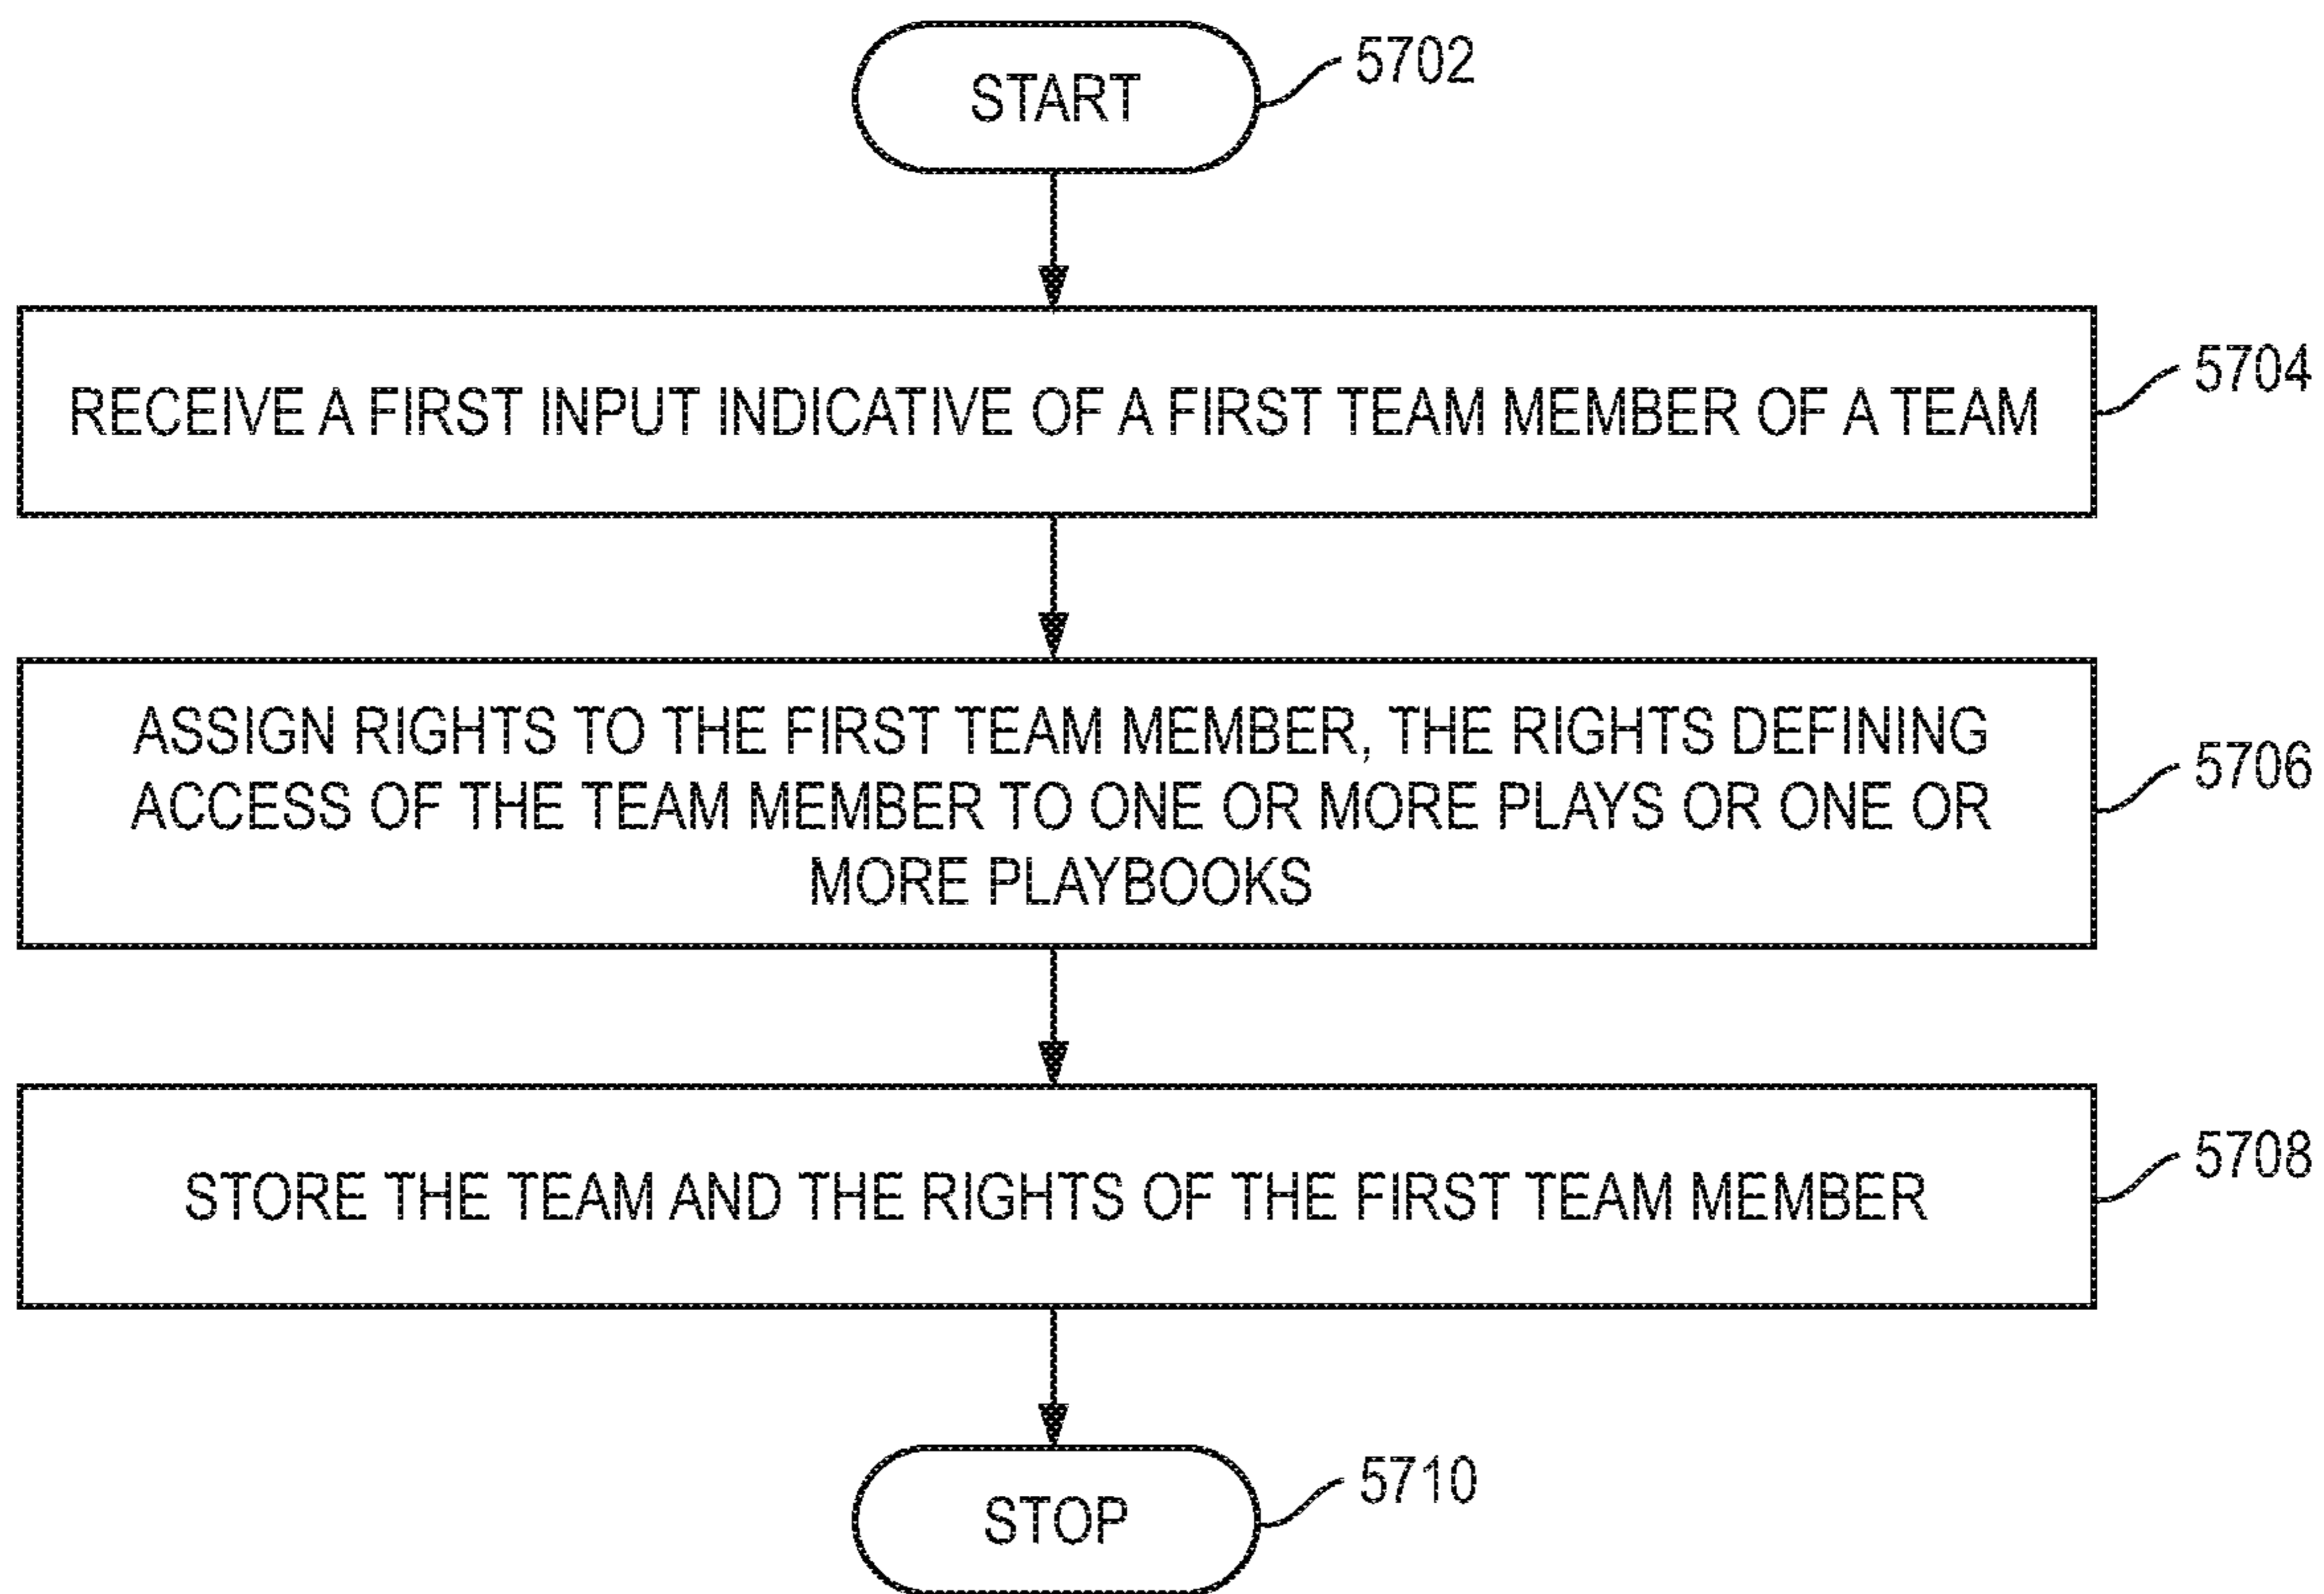 START
5702
RECEIVE A FIRST INPUT INDICATIVE OF A FIRST TEAM MEMBER OF A TEAM
5704
ASSIGN RIGHTS TO THE FIRST TEAM MEMBER, THE RIGHTS DEFINING
ACCESS OF THE TEAM MEMBER TO ONE OR MORE PLAYS OR ONE OR
MORE PLAYBOOKS
5706
STORE THE TEAM AND THE RIGHTS OF THE FIRST TEAM MEMBER
5708
STOP
5710